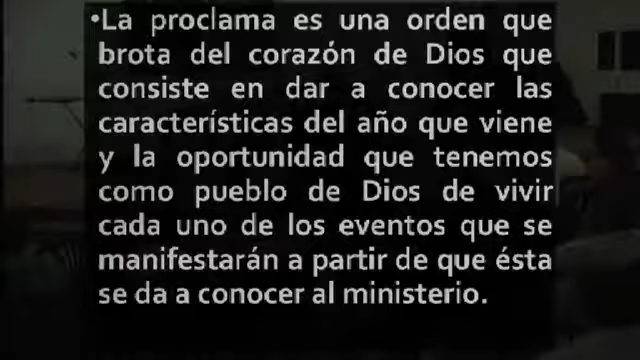 •La proclama es una orden que
brota del corazón de Dios que
consiste en dar a conocer las
características del año que viene
y la oportunidad que tenemos
como pueblo de Dios de vivir
cada uno de los eventos que se
manifestarán a partir de que ésta
se da a conocer al ministerio.